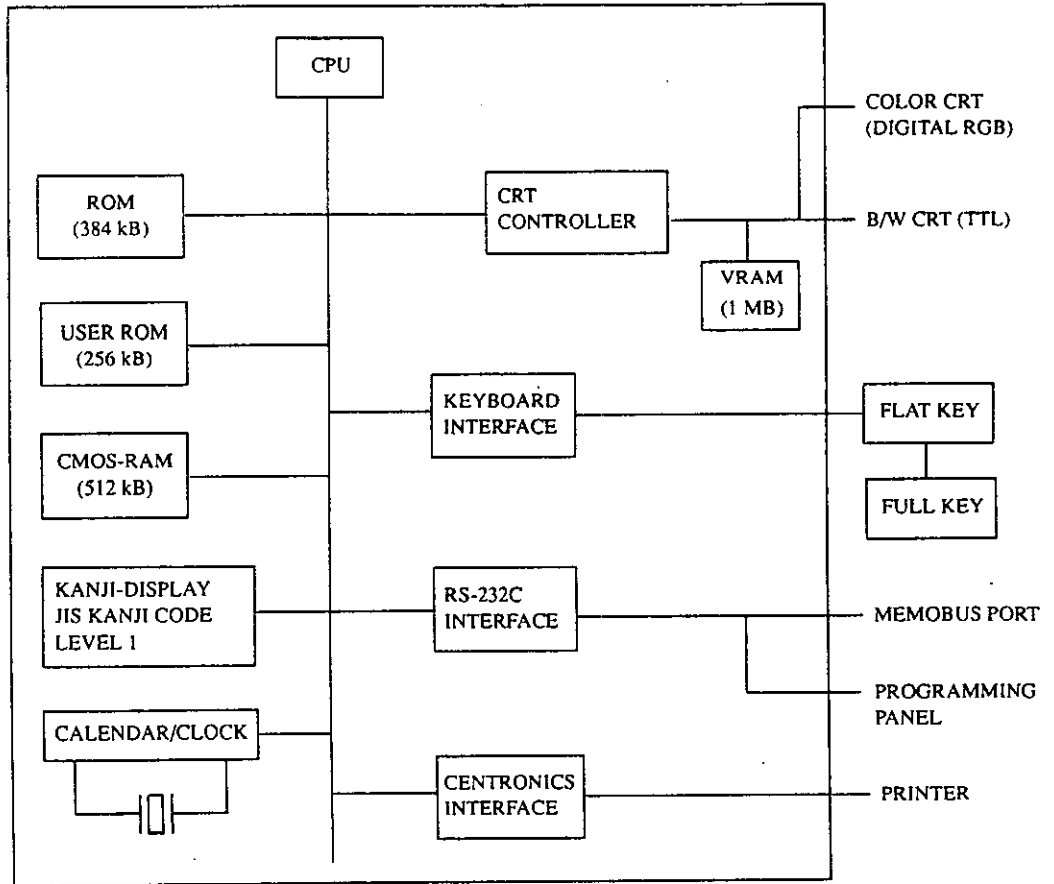 CPU
COLOR CRT
(DIGITAL RGB)
ROM
(384 kB)
CRT
CONTROLLER
B/W CRT (TTL)
VRAM
(1 MB)
USER ROM
(256 kB)
KEYBOARD
INTERFACE
FLAT KEY
CMOS-RAM
(512 kB)
FULL KEY
KANJI-DISPLAY
JIS KANJI CODE
LEVEL 1
RS-232C
INTERFACE
MEMOBUS PORT
PROGRAMMING
PANEL
CALENDAR/CLOCK
CENTRONICS
INTERFACE
PRINTER